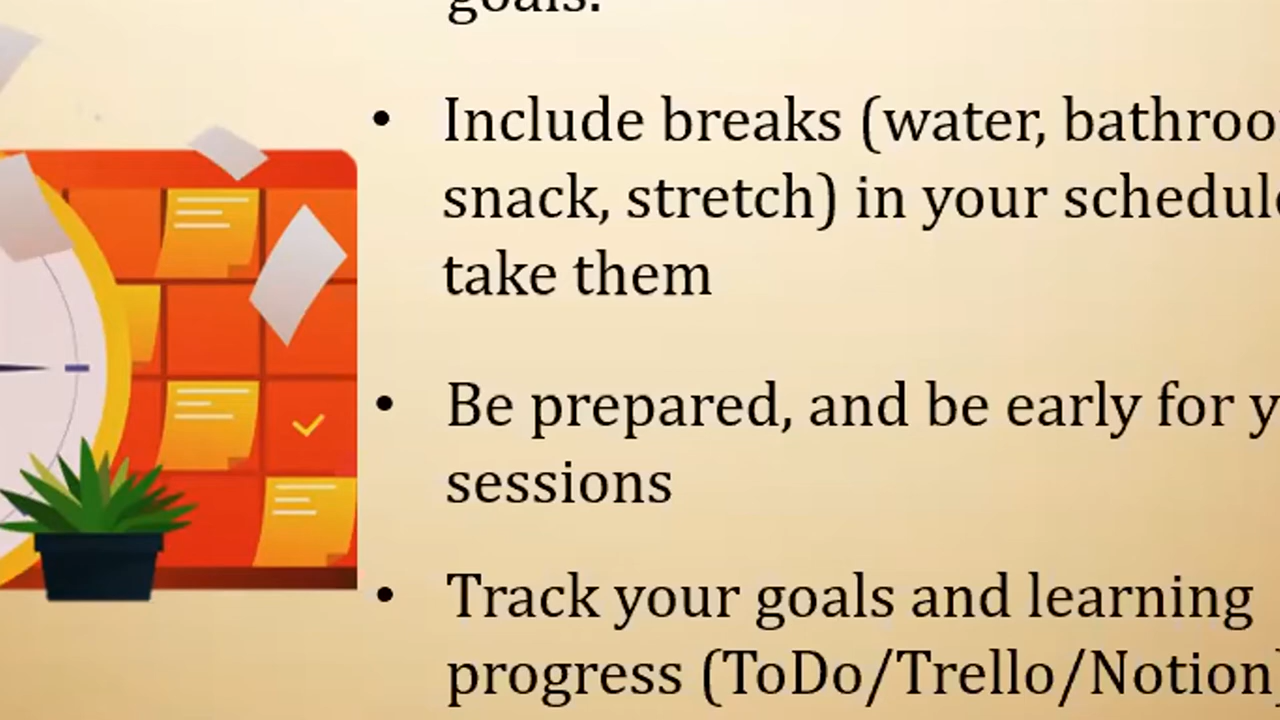 goals.
• Include breaks (water, bathroo
snack, stretch) in your schedule
take them
• Be prepared, and be early for y
sessions
• Track your goals and learning
progress (ToDo/Trello/Notion)